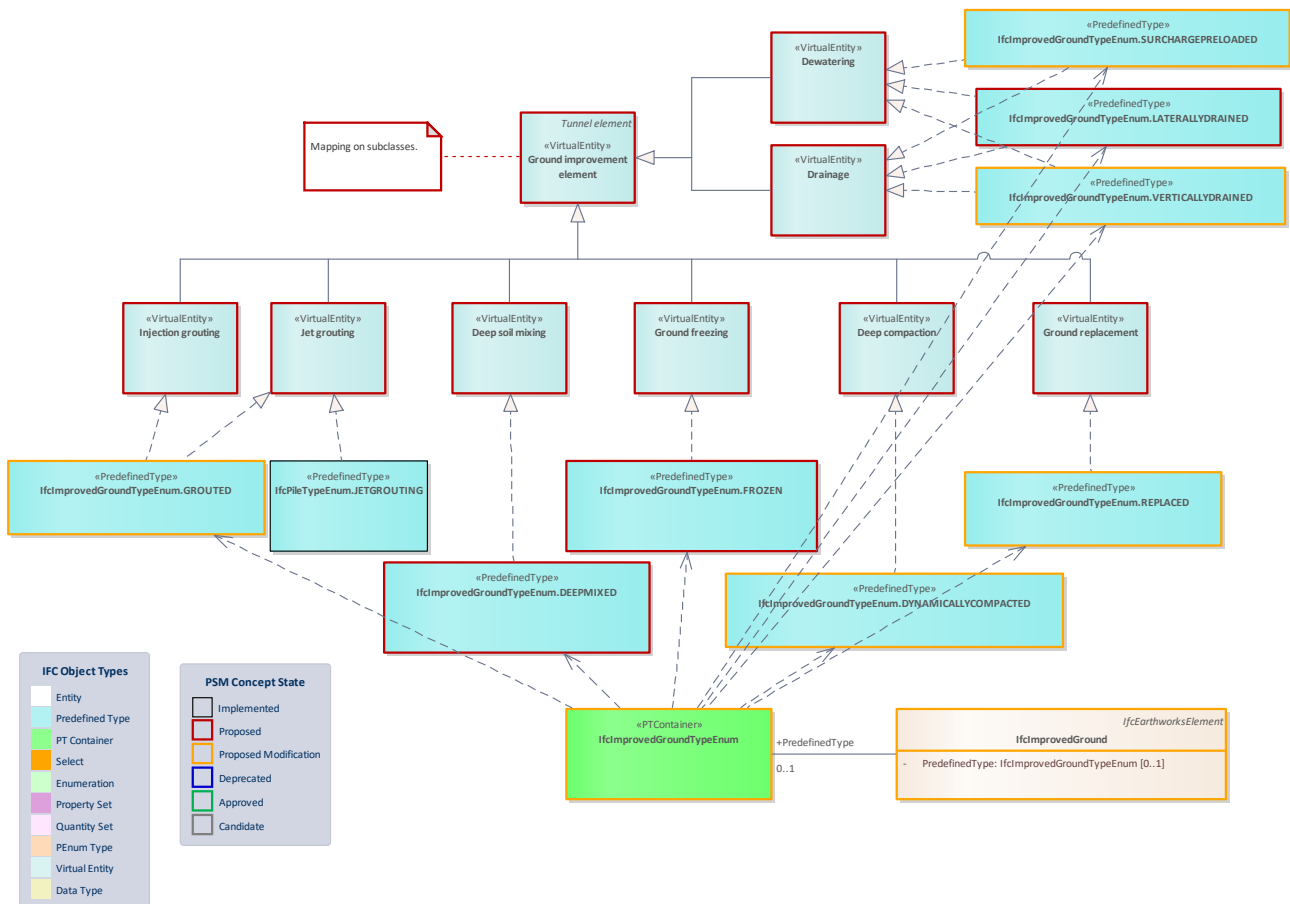 «PredefinedType»
IfcImprovedGroundTypeEnum.SURCHARGEPRELOADED
«VirtualEntity»
Dewatering
«PredefinedType»
IfcImprovedGroundTypeEnum.LATERALLYDRAINED
Tunnel element
«VirtualEntity»
Ground improvement
element
Mapping on subclasses.
«VirtualEntity»
Drainage
«PredefinedType»
IfcImprovedGroundTypeEnum.VERTICALLYDRAINED
«VirtualEntity»
Injection grouting
«VirtualEntity»
Jet grouting
«VirtualEntity»
Deep soil mixing
«VirtualEntity»
Ground freezing
«VirtualEntity»
Deep compaction
«VirtualEntity»
Ground replacement
«PredefinedType»
IfcImprovedGroundTypeEnum.GROUTED
«PredefinedType»
IfcPileTypeEnum.JETGROUTING
«PredefinedType»
IfcImprovedGroundTypeEnum.FROZEN
«PredefinedType»
IfcImprovedGroundTypeEnum.REPLACED
«PredefinedType»
IfcImprovedGroundTypeEnum.DEEPMIXED
«PredefinedType»
IfcImprovedGroundTypeEnum.DYNAMICALLYCOMPACTED
IFC Object Types
Entity
Predefined Type
PT Container
Select
Enumeration
Property Set
Quantity Set
PEnum Type
Virtual Entity
Data Type
PSM Concept State
Implemented
Proposed
Proposed Modification
Deprecated
Approved
Candidate
«PTContainer»
IfcImprovedGroundTypeEnum
+PredefinedType
0..1
IfcEarthworksElement
IfcImprovedGround
- PredefinedType: IfcImprovedGroundTypeEnum [0..1]